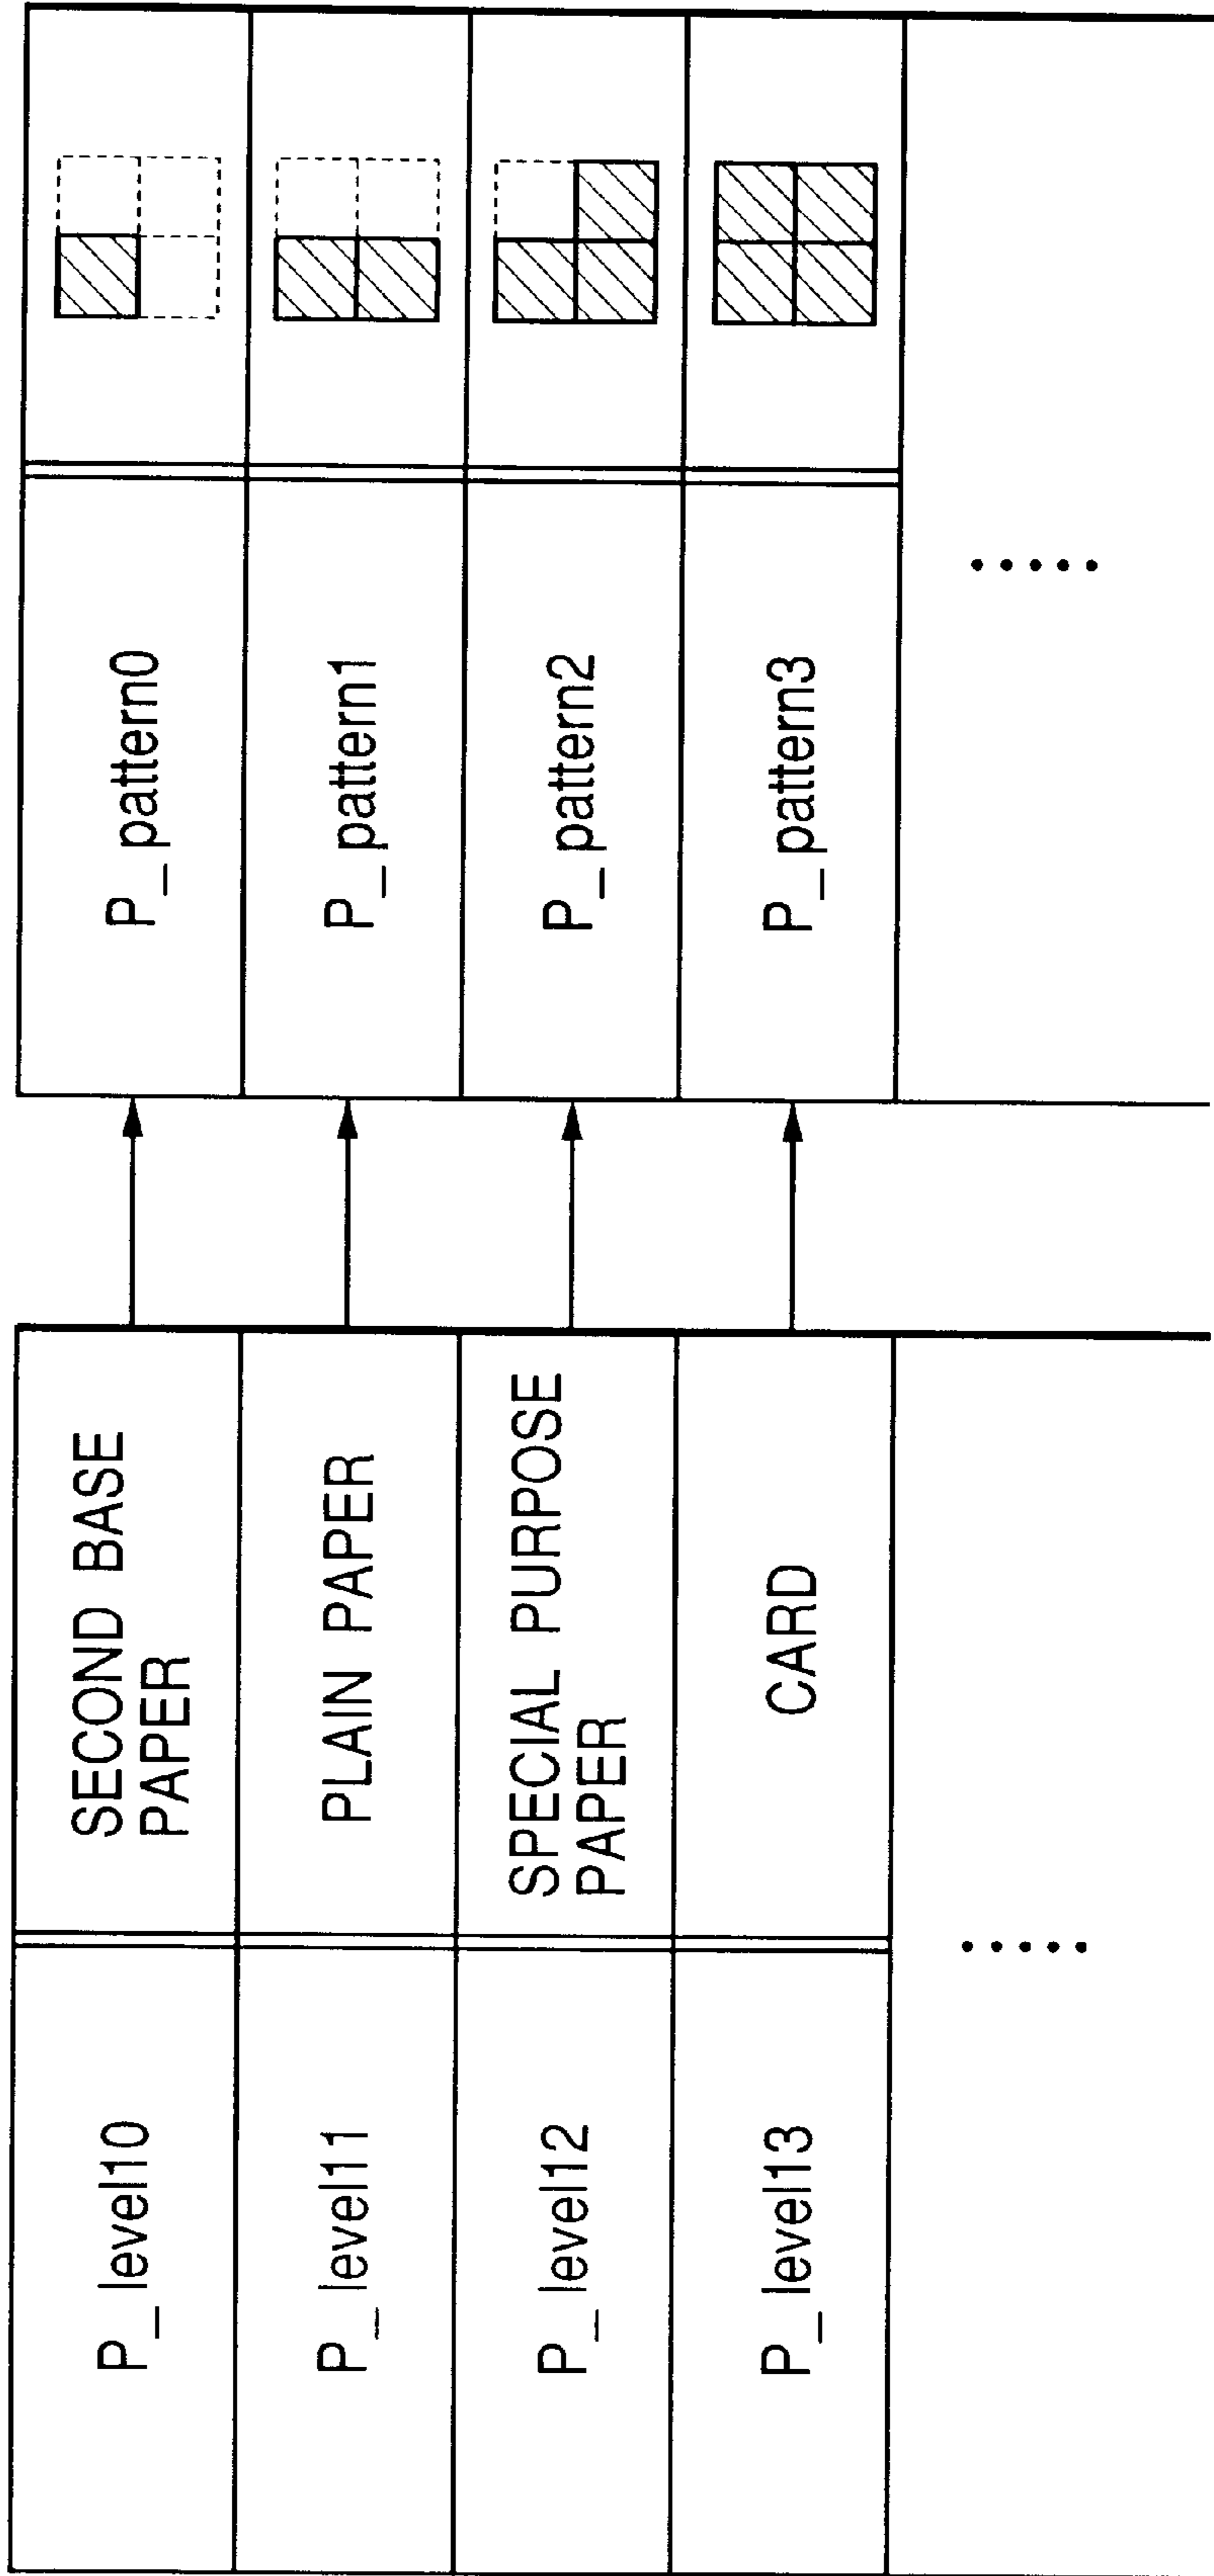 P_level10
SECOND BASE
PAPER
P_pattern0
P_level11
PLAIN PAPER
P_pattern1
P_level12
SPECIAL PURPOSE
PAPER
P_pattern2
P_level13
CARD
P_pattern3
.....
.....